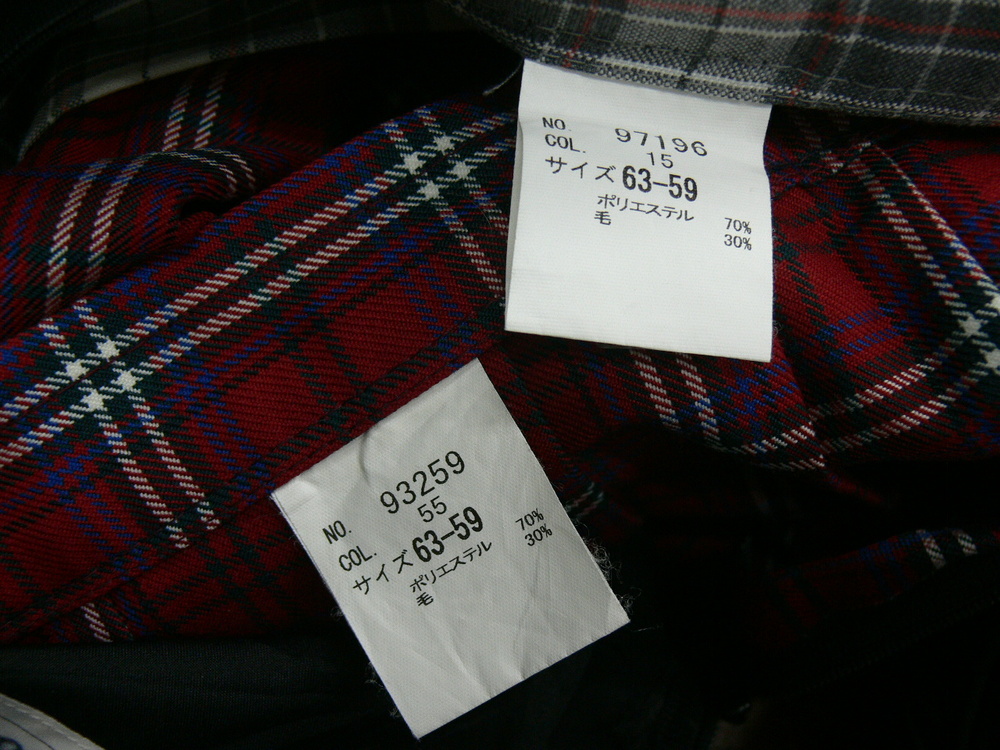 NO. 97196
COL. 15
サイズ 63-59
ポリエステル 70%
毛 30%
NO. 93259
COL. 55
サイズ 63-59
ポリエステル 70%
毛 30%